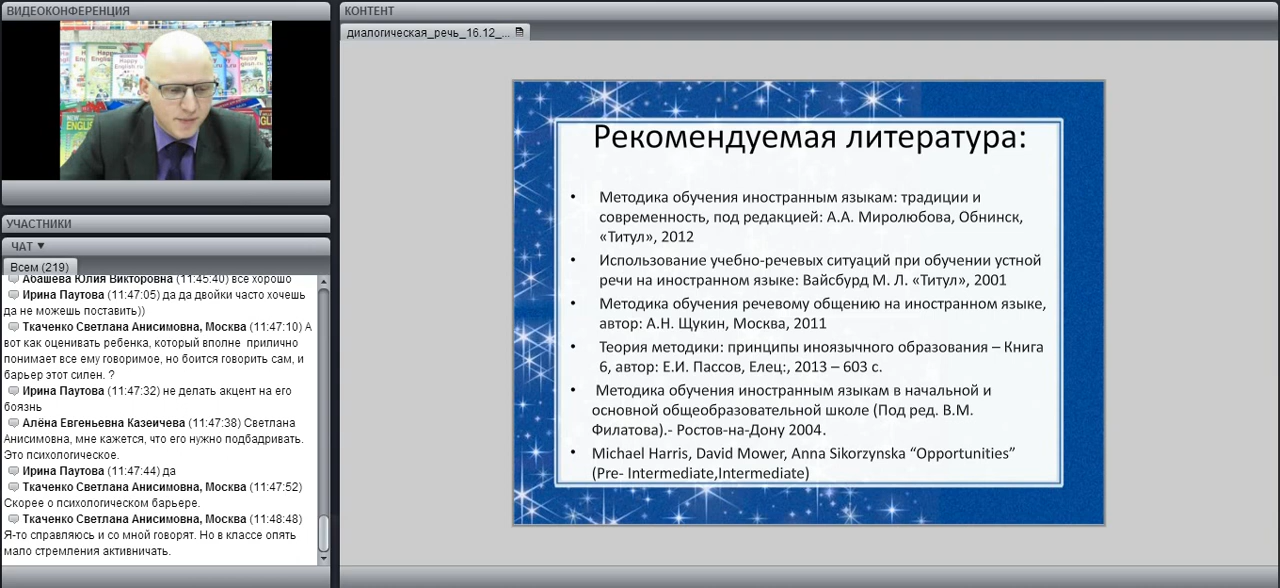 ВИДЕОКОНФЕРЕНЦИЯ
УЧАСТНИКИ
ЧАТ ▼
Всем (219)
Абашева Юлия Викторовна (11:45:40) все хорошо
Ирина Паутова (11:47:05) да да двойки часто хочешь
да не можешь поставить))
Ткаченко Светлана Анисимовна, Москва (11:47:10) А
вот как оценивать ребенка, который вполне прилично
понимает все ему говоримое, но боится говорить сам, и
барьер этот силен. ?
Ирина Паутова (11:47:32) не делать акцент на его
боязнь
Алёна Евгеньевна Казеичева (11:47:38) Светлана
Анисимовна, мне кажется, что его нужно подбадривать.
Это психологическое.
Ирина Паутова (11:47:44) да
Ткаченко Светлана Анисимовна, Москва (11:47:52)
Скорее о психологическом барьере.
Ткаченко Светлана Анисимовна, Москва (11:48:48)
Я-то справляюсь и со мной говорят. Но в классе опять
мало стремления активничать.
КОНТЕНТ
диалогическая_речь_16.12_...
Рекомендуемая литература:
• Методика обучения иностранным языкам: традиции и
современность, под редакцией: А.А. Миролюбова, Обнинск,
«Титул», 2012
• Использование учебно-речевых ситуаций при обучении устной
речи на иностранном языке: Вайсбурд М. Л. «Титул», 2001
• Методика обучения речевому общению на иностранном языке,
автор: А.Н. Щукин, Москва, 2011
• Теория методики: принципы иноязычного образования – Книга
6, автор: Е.И. Пассов, Елец:, 2013 – 603 с.
• Методика обучения иностранным языкам в начальной и
основной общеобразовательной школе (Под ред. В.М.
Филатова).- Ростов-на-Дону 2004.
• Michael Harris, David Mower, Anna Sikorzynska “Opportunities”
(Pre- Intermediate,Intermediate)